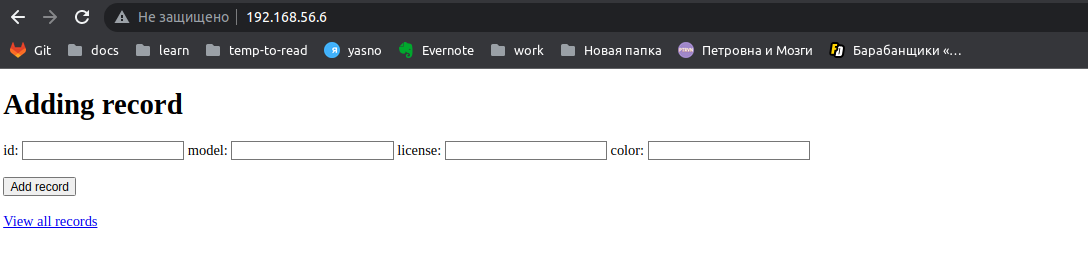 Не защищено 192.168.56.6
Git docs learn temp-to-read Я yasno Evernote work Новая папка Петровна и Мозги Барабанщики «…
Adding record
id: model: license: color:
Add record
View all records